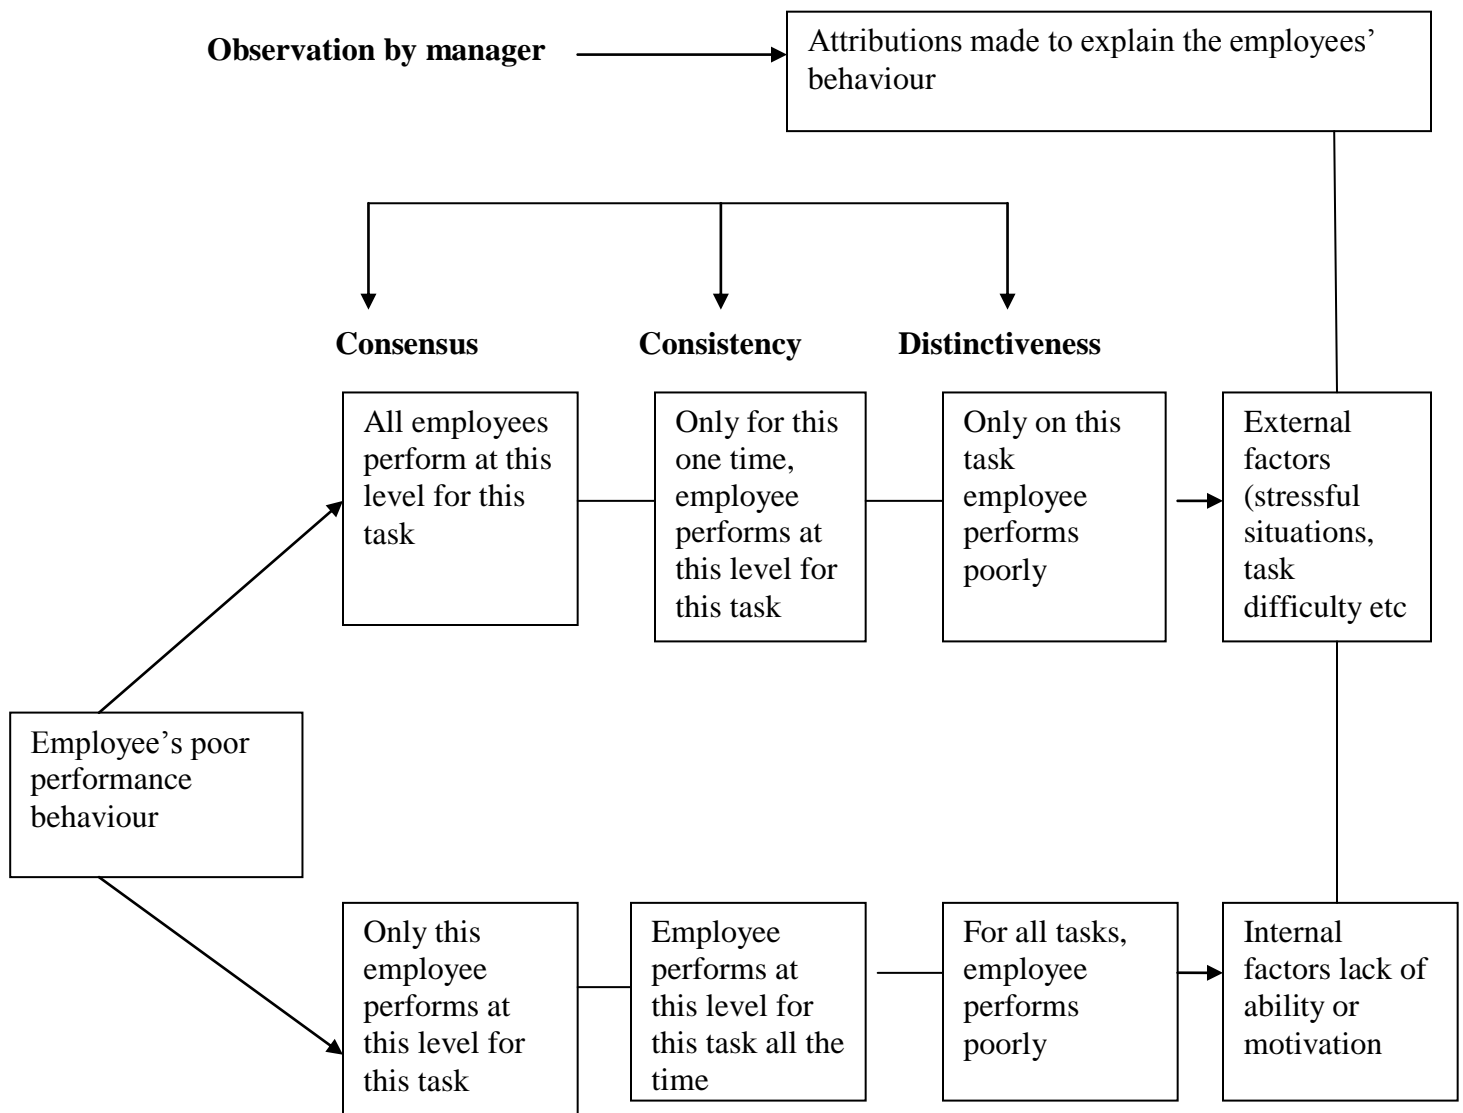 Observation by manager
Attributions made to explain the employees’
behaviour
Consensus
Consistency
Distinctiveness
All employees
perform at this
level for this
task
Only for this
one time,
employee
performs at
this level for
this task
Only on this
task
employee
performs
poorly
External
factors
(stressful
situations,
task
difficulty etc
Employee’s poor
performance
behaviour
Only this
employee
performs at
this level for
this task
Employee
performs at
this level for
this task all the
time
For all tasks,
employee
performs
poorly
Internal
factors lack of
ability or
motivation